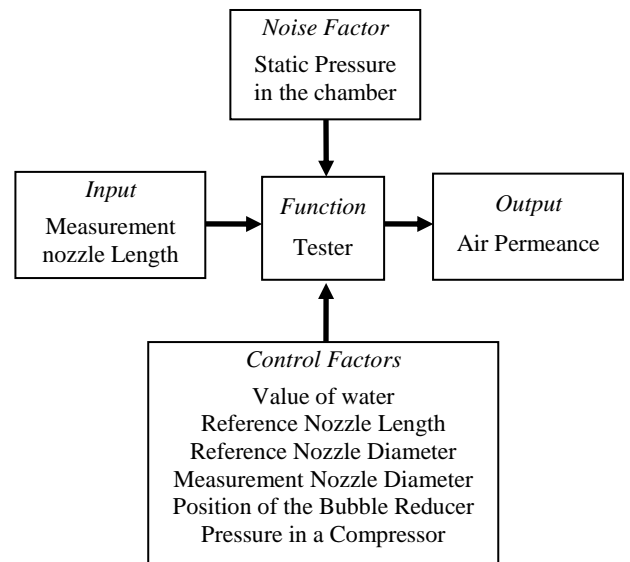 Noise Factor
Static Pressure
in the chamber
Input
Measurement
nozzle Length
Function
Tester
Output
Air Permeance
Control Factors
Value of water
Reference Nozzle Length
Reference Nozzle Diameter
Measurement Nozzle Diameter
Position of the Bubble Reducer
Pressure in a Compressor